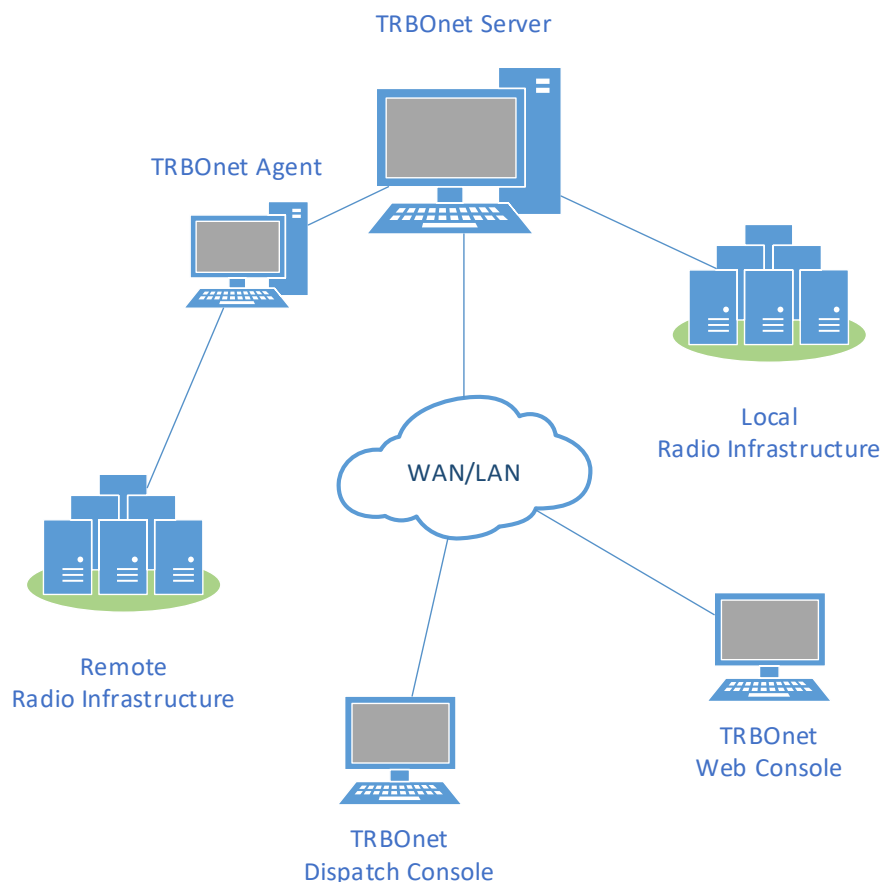 TRBOnet Server
TRBOnet Agent
Local
Radio Infrastructure
WAN/LAN
Remote
Radio Infrastructure
TRBOnet
Web Console
TRBOnet
Dispatch Console